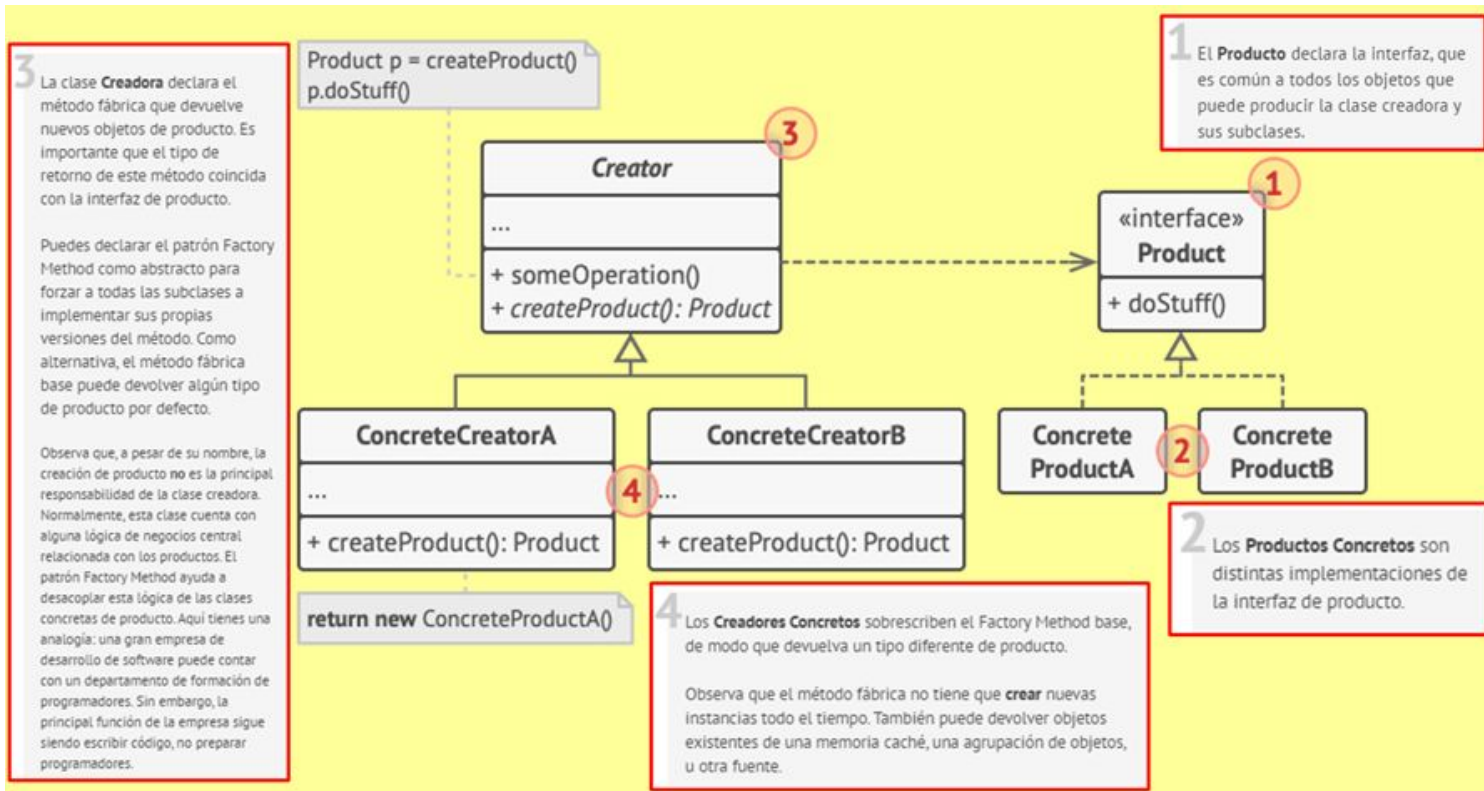 3
La clase Creadora declara el
método fábrica que devuelve
nuevos objetos de producto. Es
importante que el tipo de
retorno de este método coincida
con la interfaz de producto.
Puedes declarar el patrón Factory
Method como abstracto para
forzar a todas las subclases a
implementar sus propias
versiones del método. Como
alternativa, el método fábrica
base puede devolver algún tipo
de producto por defecto.
Observa que, a pesar de su nombre, la
creación de producto no es la principal
responsabilidad de la clase creadora.
Normalmente, esta clase cuenta con
alguna lógica de negocios central
relacionada con los productos. El
patrón Factory Method ayuda a
desacoplar esta lógica de las clases
concretas de producto. Aquí tienes una
analogía: una gran empresa de
desarrollo de software puede contar
con un departamento de formación de
programadores. Sin embargo, la
principal función de la empresa sigue
siendo escribir código, no preparar
programadores.
Product p = createProduct()
p.doStuff()
3
Creator
...
+ someOperation()
+ createProduct(): Product
ConcreteCreatorA
...
+ createProduct(): Product
4
ConcreteCreatorB
...
+ createProduct(): Product
return new ConcreteProductA()
1
El Producto declara la interfaz, que
es común a todos los objetos que
puede producir la clase creadora y
sus subclases.
1
«interface»
Product
+ doStuff()
Concrete
ProductA
2
Concrete
ProductB
2
Los Productos Concretos son
distintas implementaciones de
la interfaz de producto.
4
Los Creadores Concretos sobrescriben el Factory Method base,
de modo que devuelva un tipo diferente de producto.
Observa que el método fábrica no tiene que crear nuevas
instancias todo el tiempo. También puede devolver objetos
existentes de una memoria caché, una agrupación de objetos,
u otra fuente.